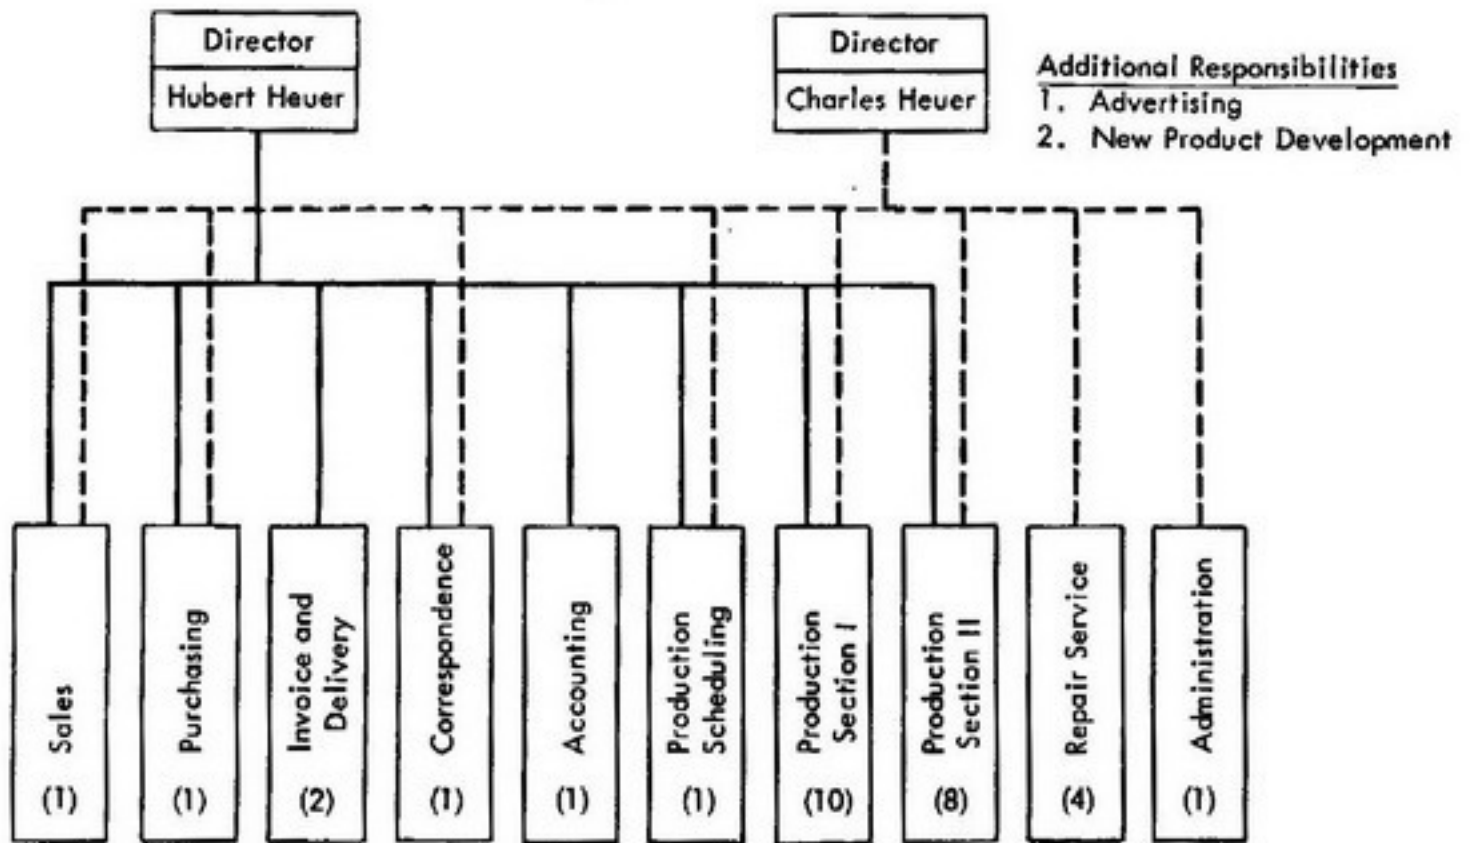 Director
Hubert Heuer
Director
Charles Heuer
Additional Responsibilities
1. Advertising
2. New Product Development
Sales
(1)
Purchasing
(1)
Invoice and
Delivery
(2)
Correspondence
(1)
Accounting
(1)
Production
Scheduling
(1)
Production
Section I
(10)
Production
Section II
(8)
Repair Service
(4)
Administration
(1)